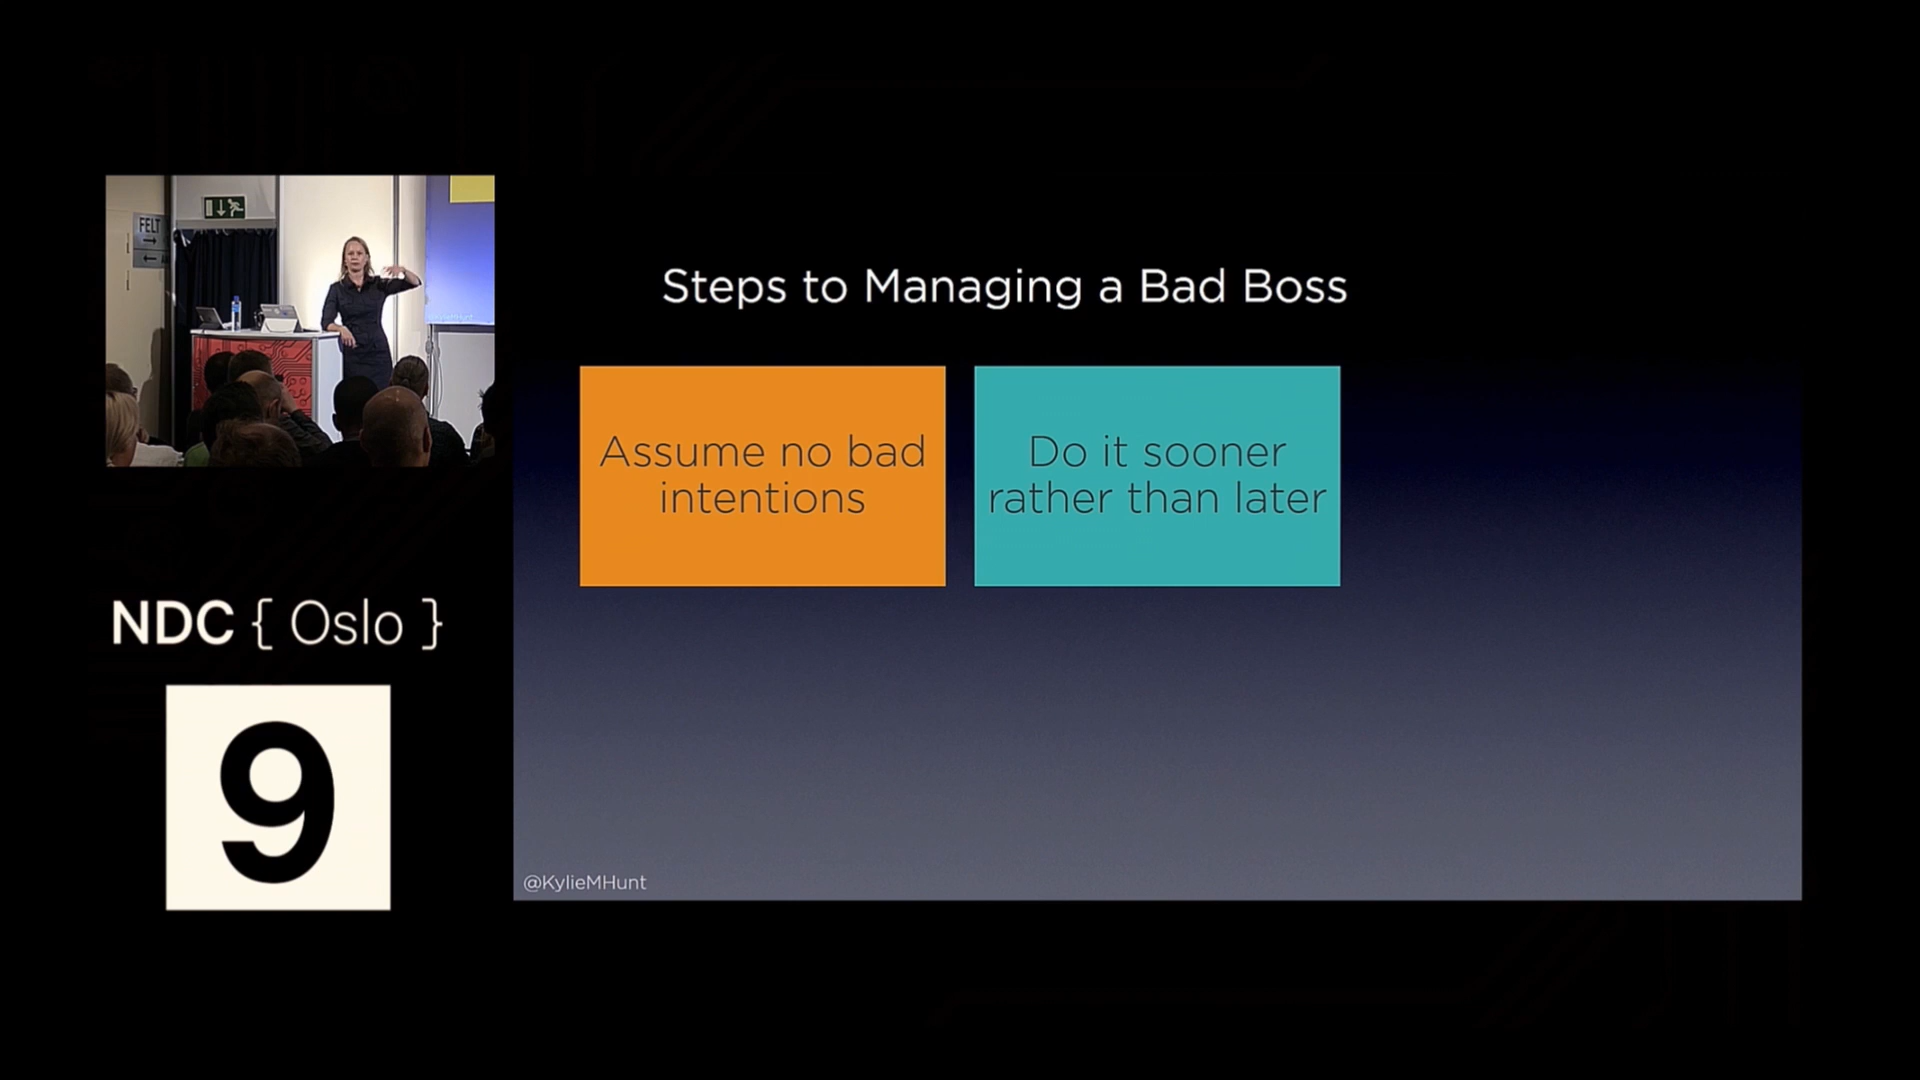 FELT
Steps to Managing a Bad Boss
Assume no bad
intentions
Do it sooner
rather than later
NDC { Oslo }
9
@KylieMHunt